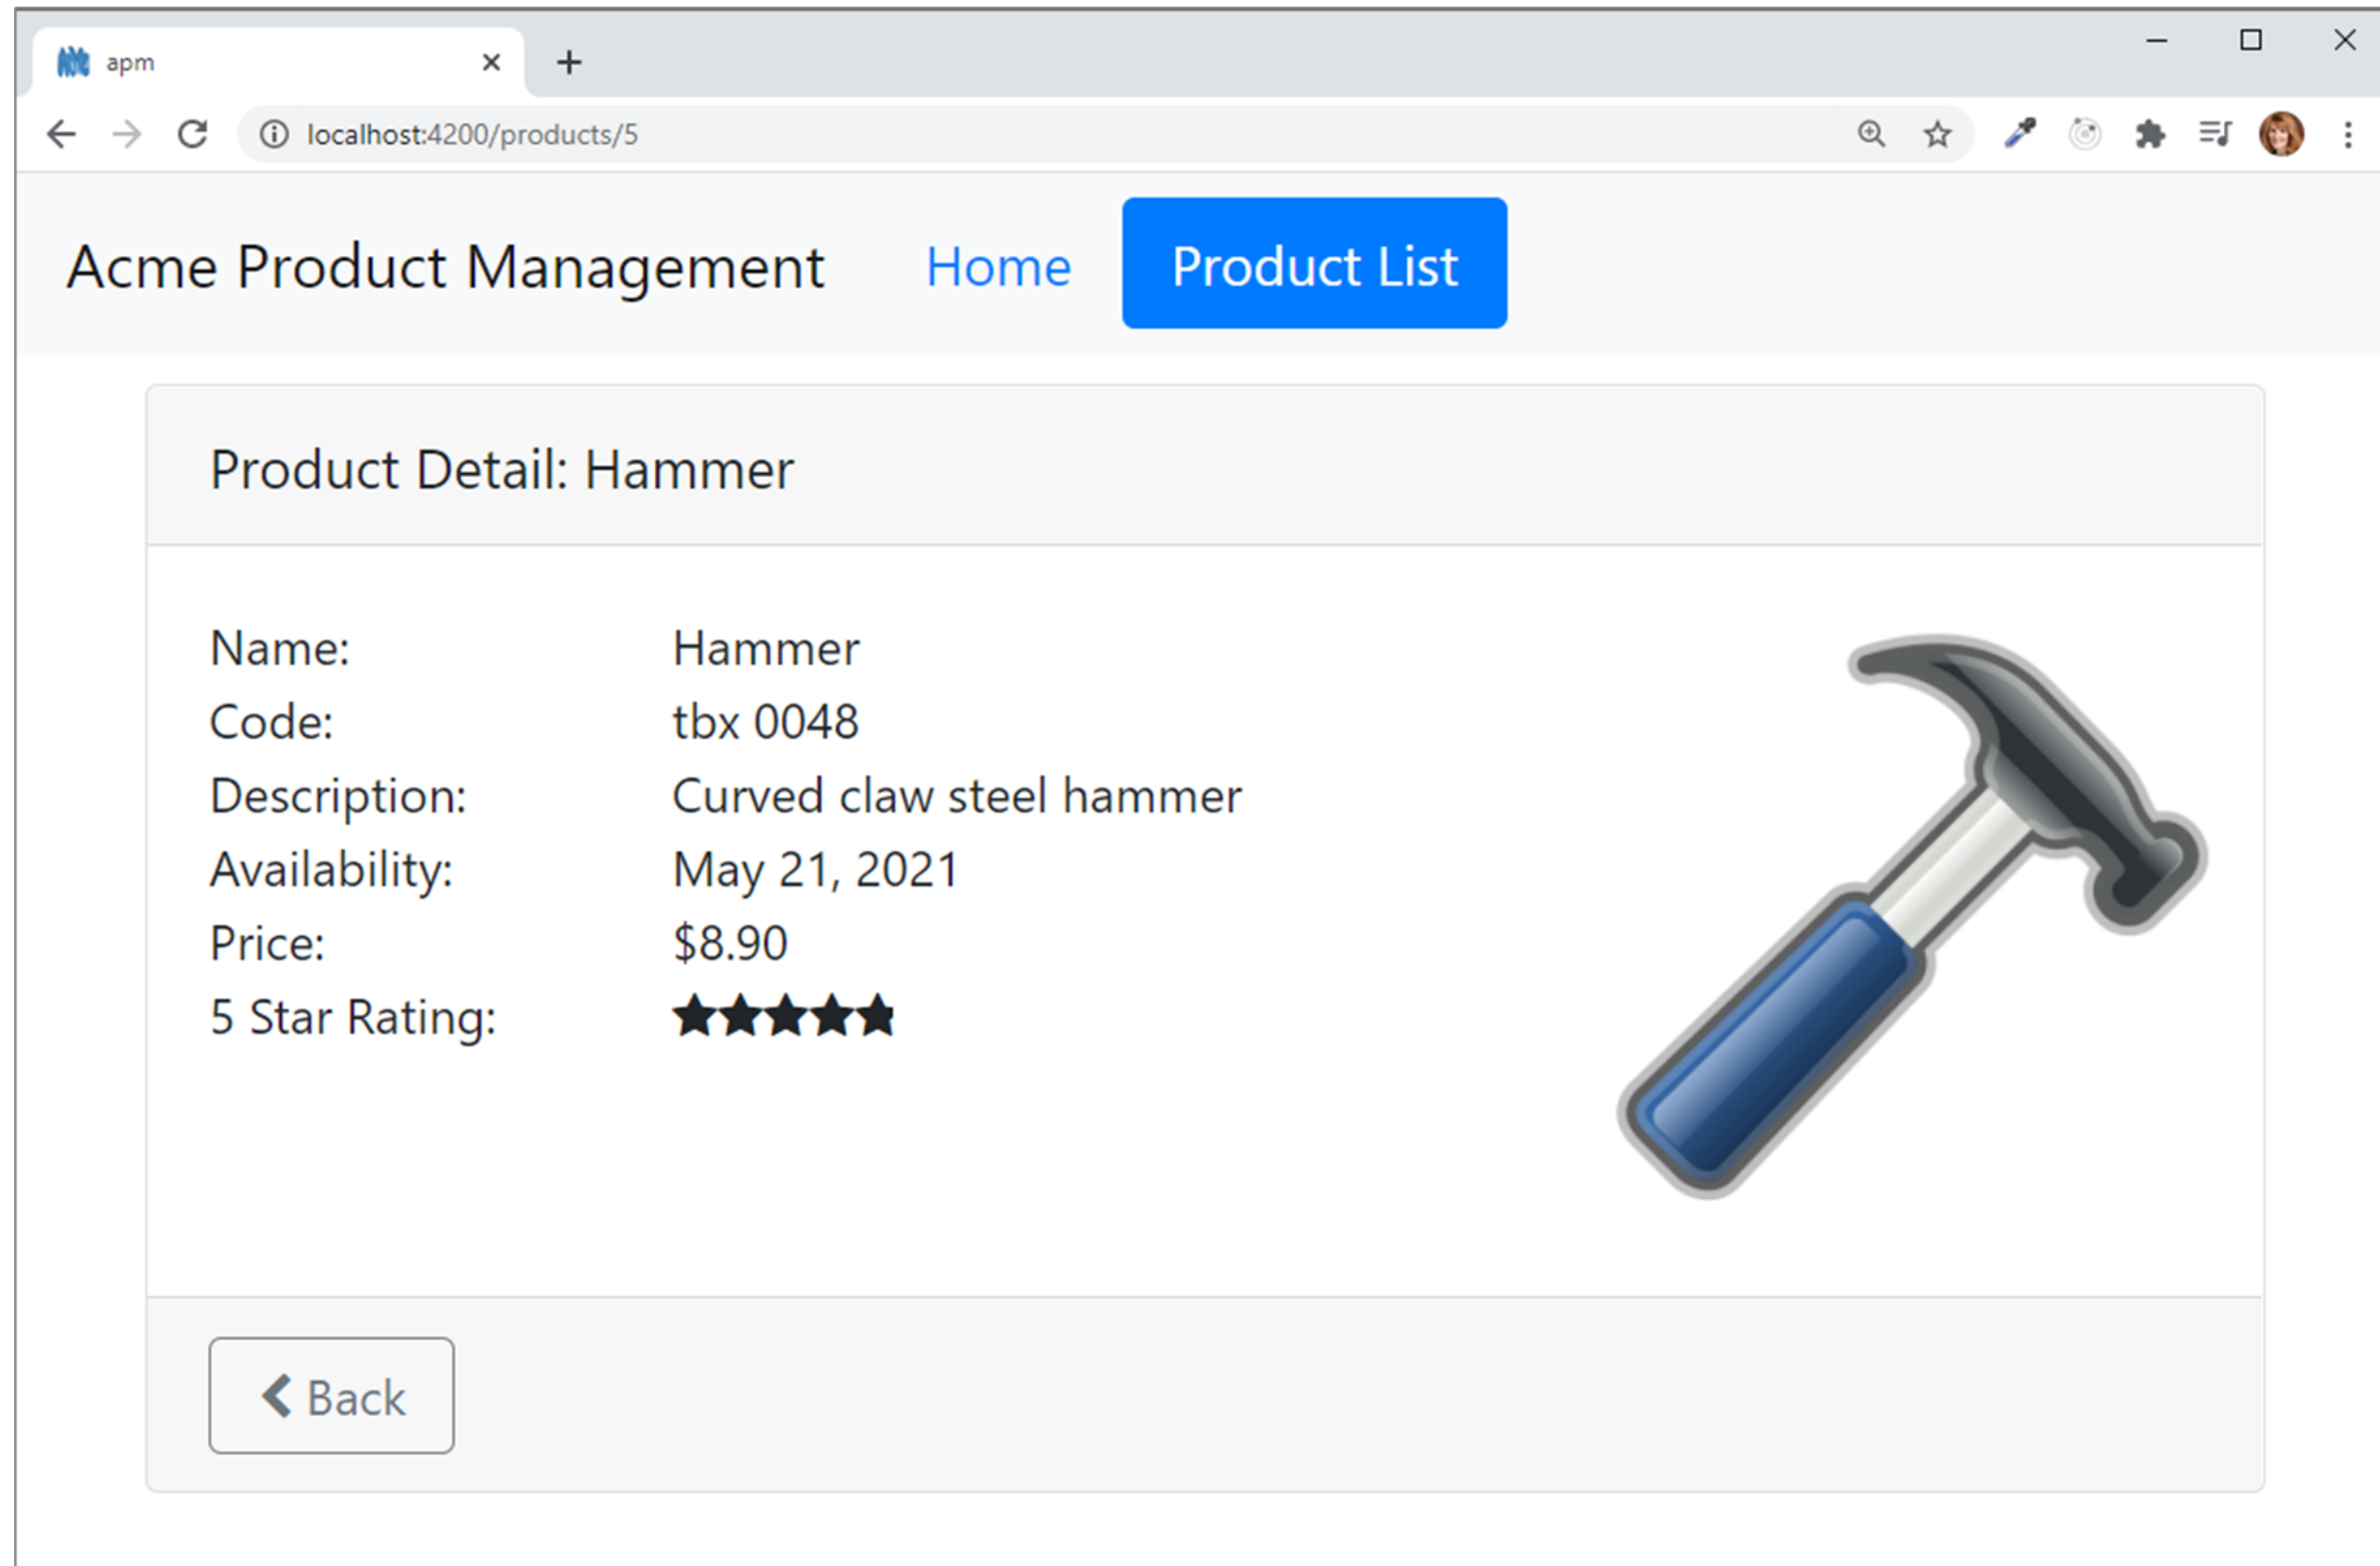 apm
localhost:4200/products/5
Acme Product Management Home Product List
Product Detail: Hammer
Name: Hammer
Code: tbx 0048
Description: Curved claw steel hammer
Availability: May 21, 2021
Price: $8.90
5 Star Rating:
Back